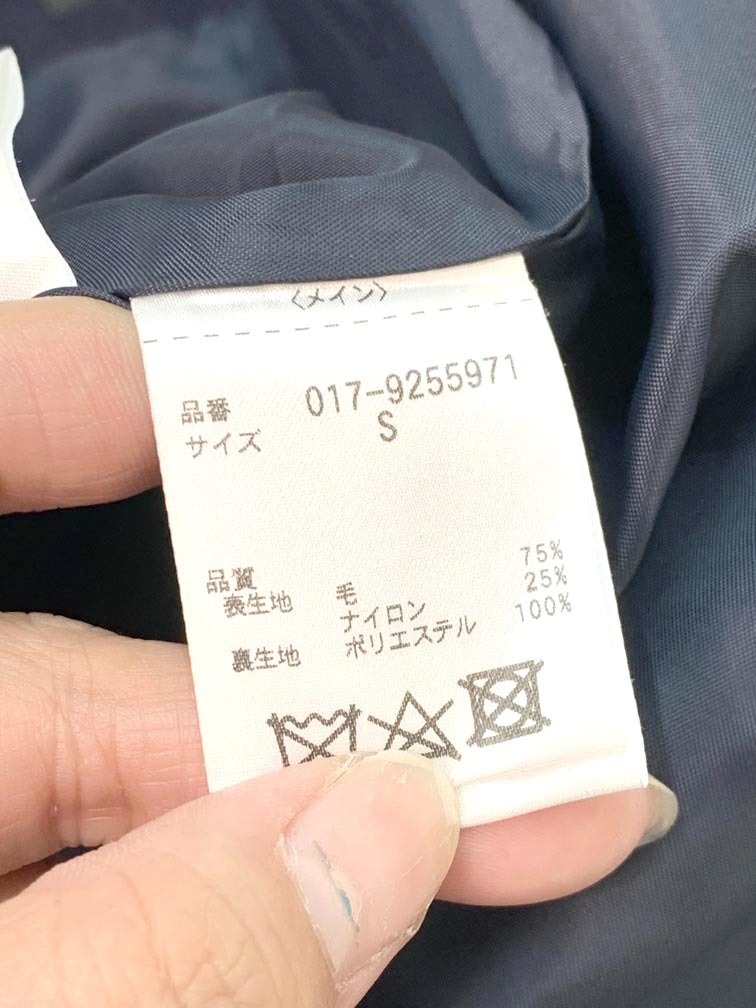 〈メイン〉
品番 017-9255971
サイズ S
品質
表生地 毛 75%
ナイロン 25%
裏生地 ポリエステル 100%